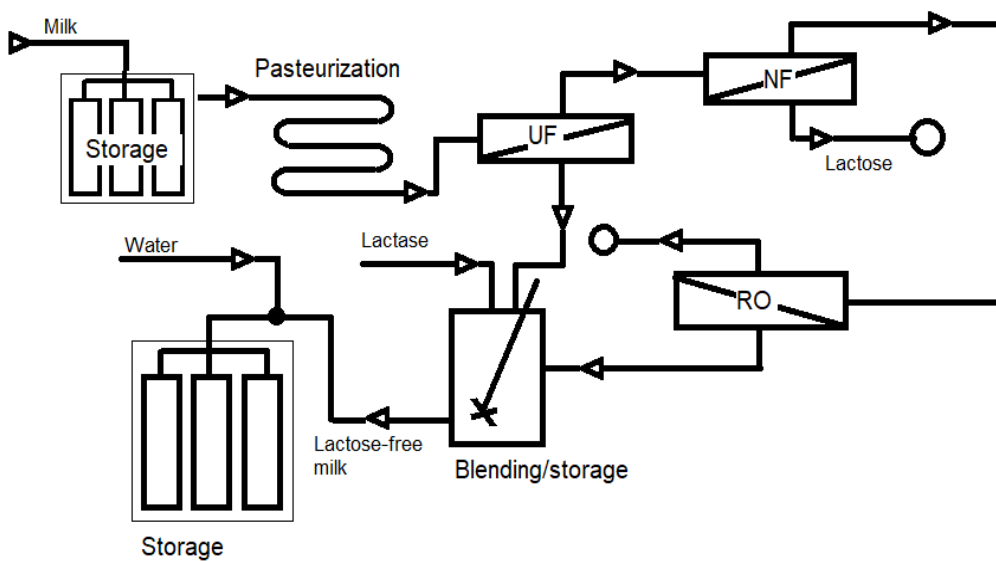 Milk
Pasteurization
Storage
UF
NF
Lactose
Water
Lactase
RO
Lactose-free
milk
Blending/storage
Storage